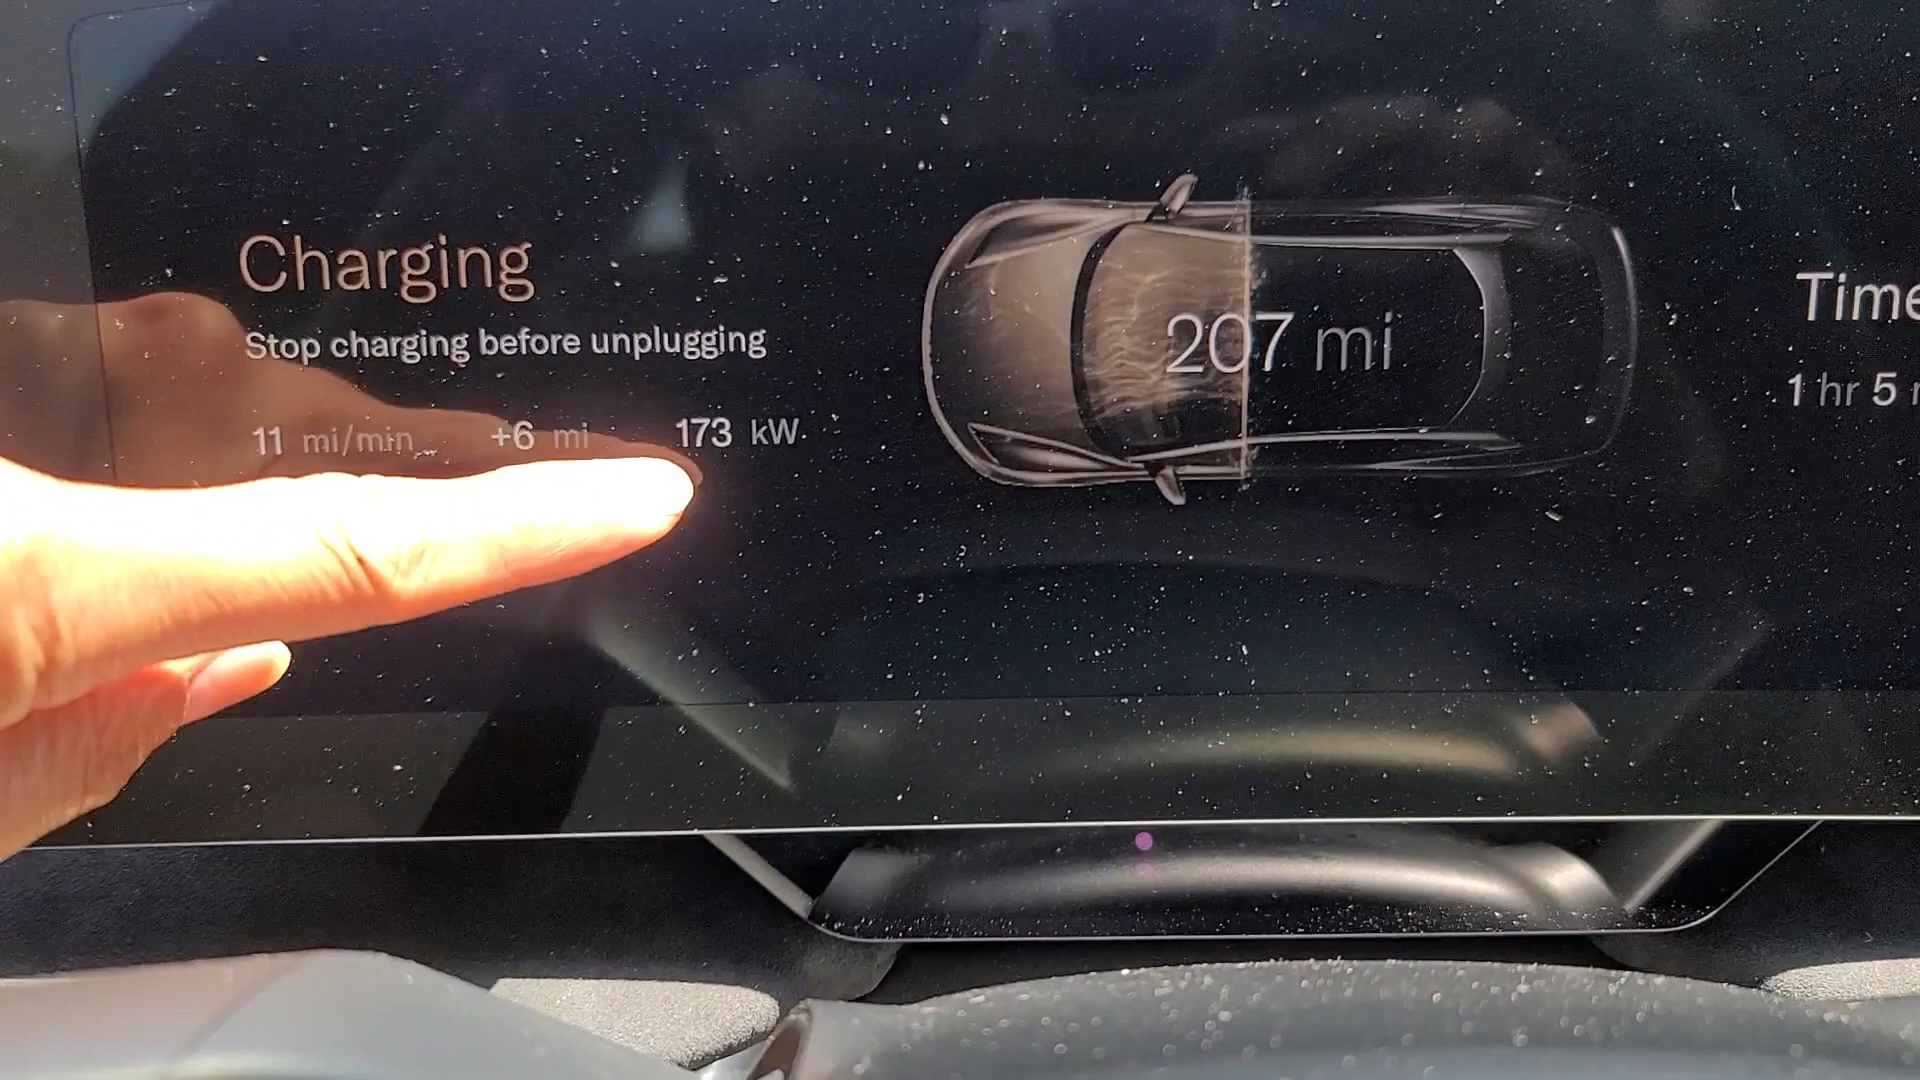 Charging
Stop charging before unplugging
11 mi/min
+6 mi
173 kW
207 mi
Time
1 hr 5